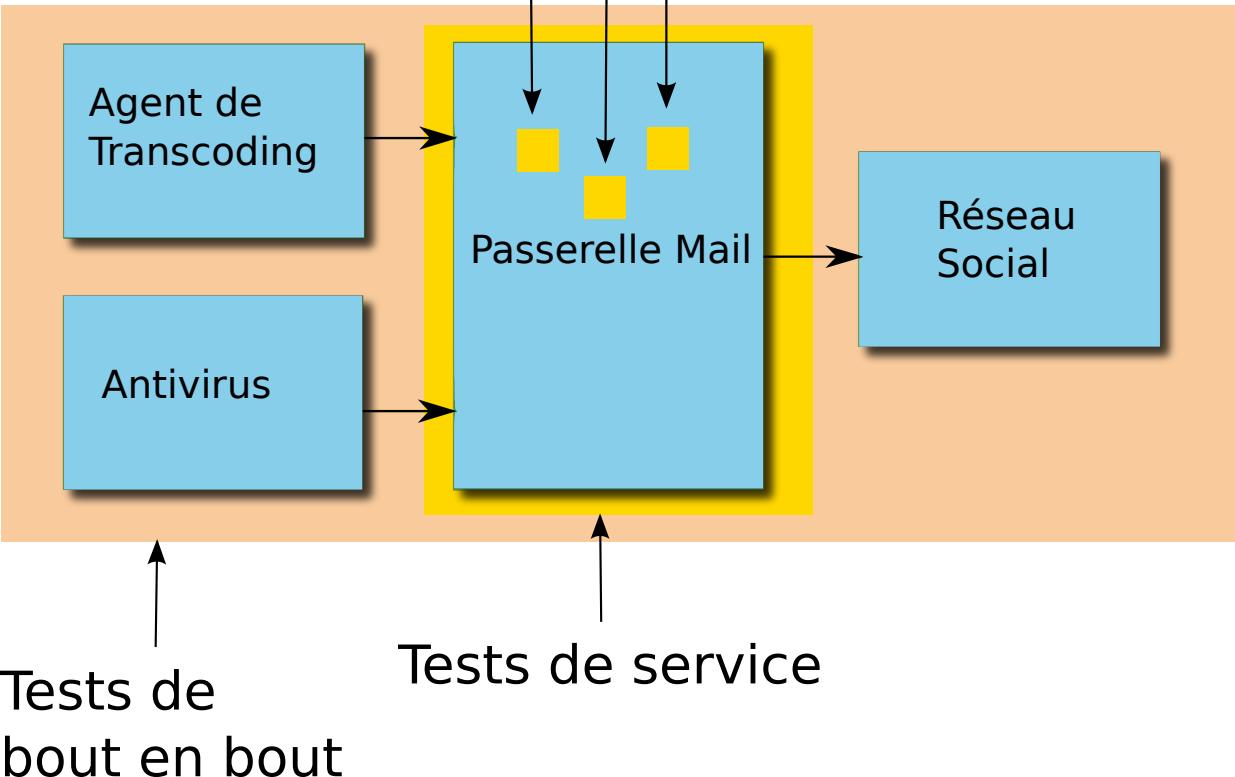 Agent de
Transcoding
Passerelle Mail
Réseau
Social
Antivirus
Tests de service
Tests de
bout en bout